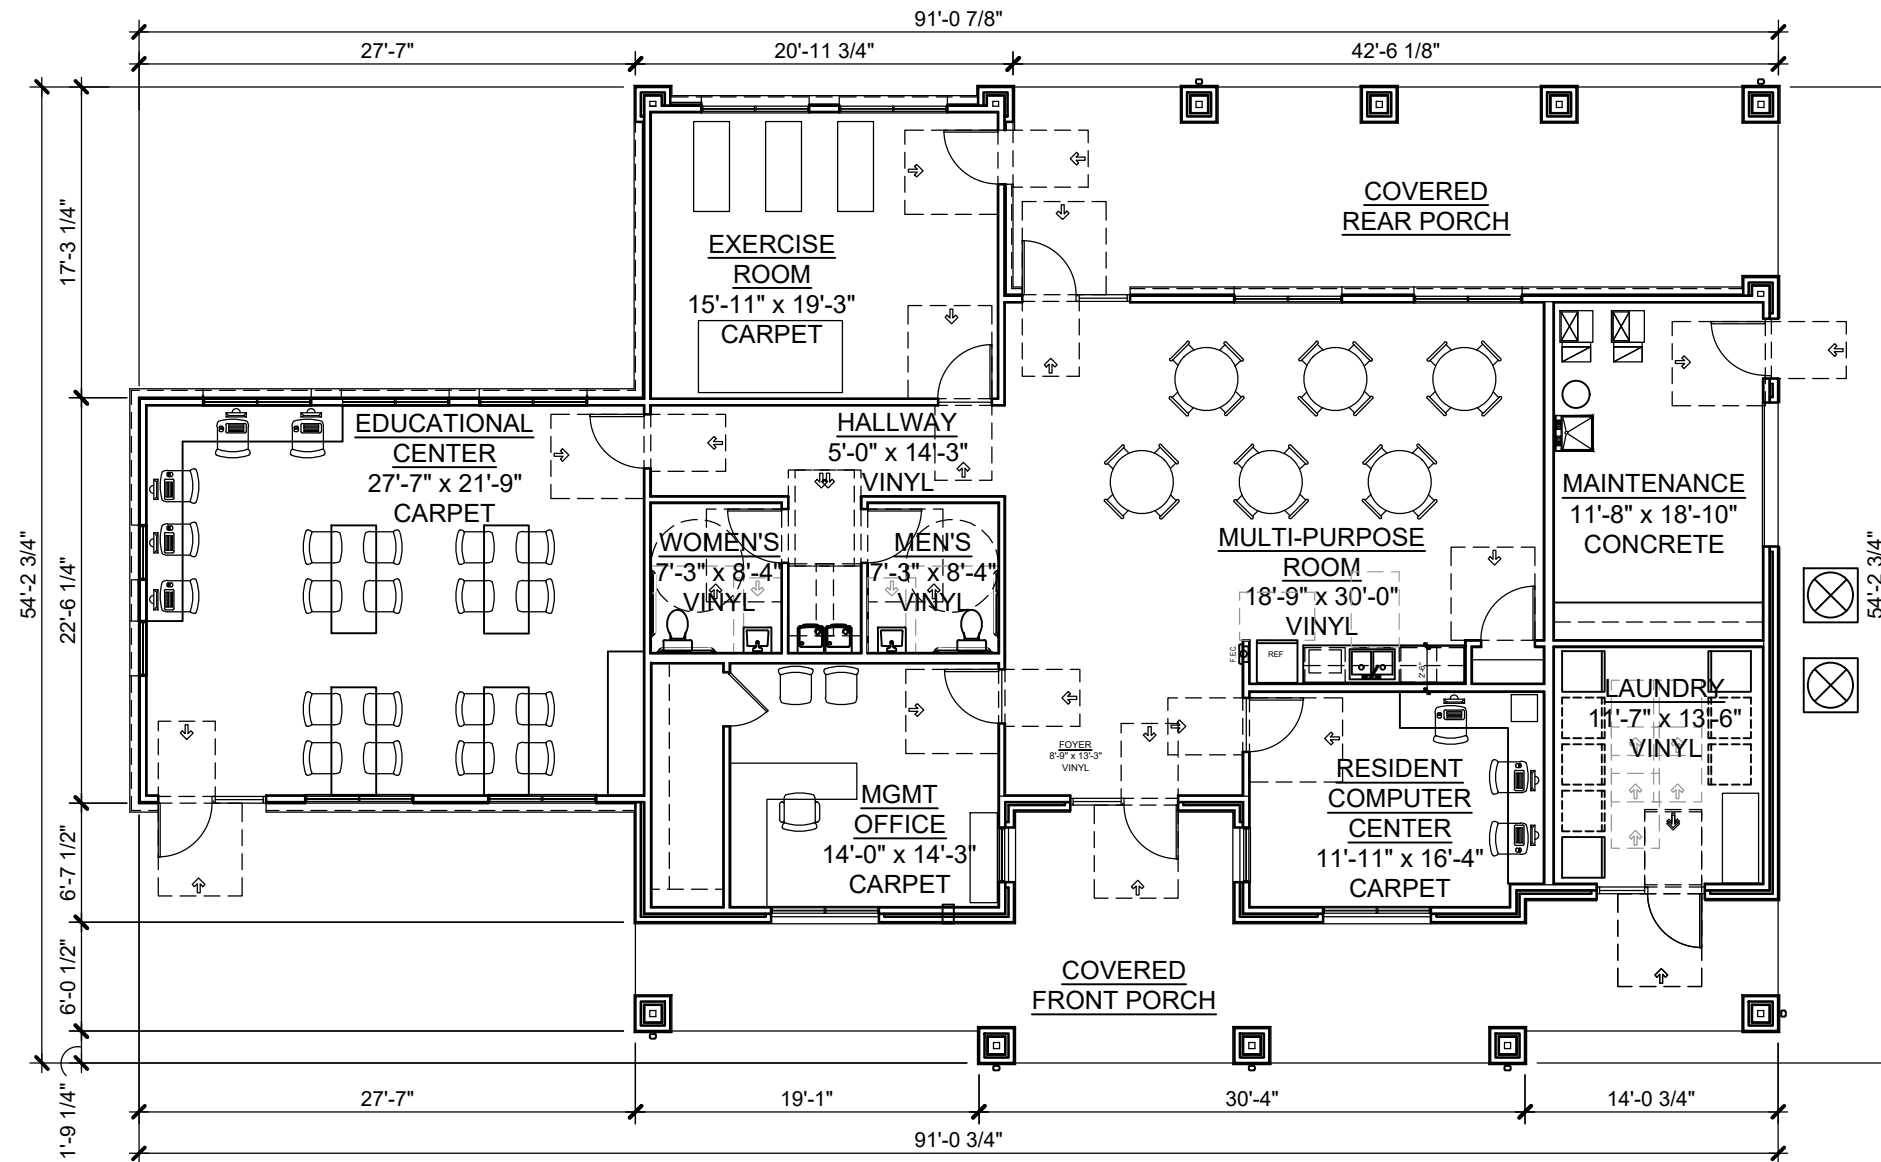 91'-0 7/8"
27'-7"
20'-11 3/4"
42'-6 1/8"
54'-2 3/4"
17'-3 1/4"
22'-6 1/4"
6'-7 1/2"
6'-0 1/2"
1'-9 1/4"
COVERED
REAR PORCH
EXERCISE
ROOM
15'-11" x 19'-3"
CARPET
EDUCATIONAL
CENTER
27'-7" x 21'-9"
CARPET
HALLWAY
5'-0" x 14'-3"
VINYL
MAINTENANCE
11'-8" x 18'-10"
CONCRETE
WOMEN'S
7'-3" x 8'-4"
VINYL
MEN'S
7'-3" x 8'-4"
VINYL
MULTI-PURPOSE
ROOM
18'-9" x 30'-0"
VINYL
54'-2 3/4"
F.E.C
REF
2'-6"
LAUNDRY
11'-7" x 13'-6"
VINYL
FOYER
8'-9" x 13'-3"
VINYL
MGMT
OFFICE
14'-0" x 14'-3"
CARPET
RESIDENT
COMPUTER
CENTER
11'-11" x 16'-4"
CARPET
COVERED
FRONT PORCH
27'-7"
19'-1"
30'-4"
14'-0 3/4"
91'-0 3/4"